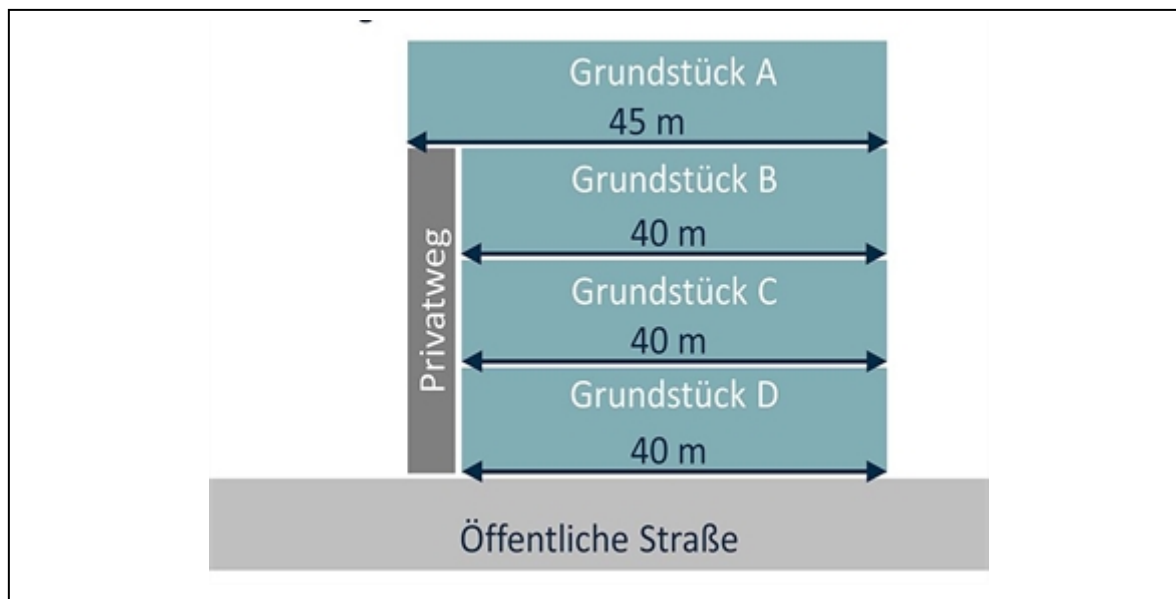 Grundstück A
45 m
Grundstück B
40 m
Privatweg
Grundstück C
40 m
Grundstück D
40 m
Öffentliche Straße